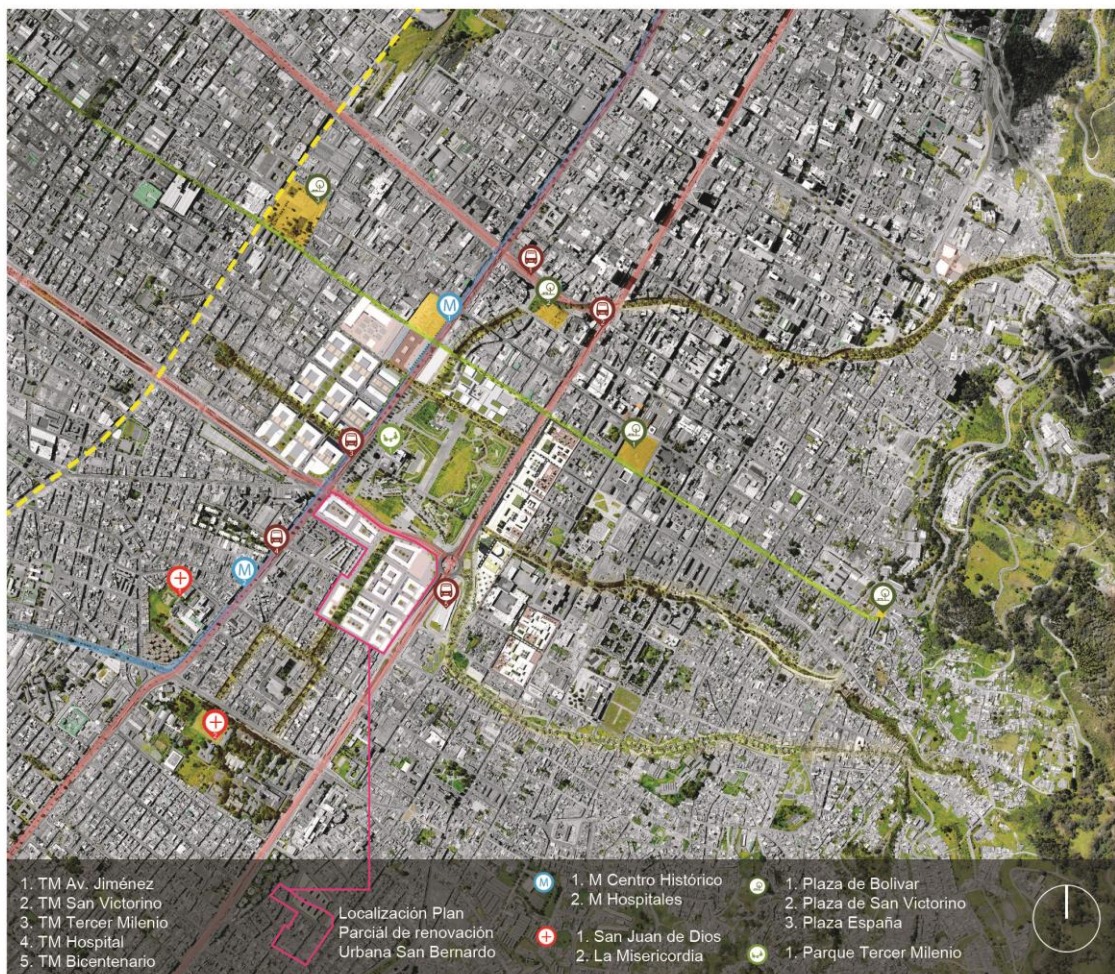 M
M
1. TM Av. Jiménez
2. TM San Victorino
3. TM Tercer Milenio
4. TM Hospital
5. TM Bicentenario
Localización Plan
Parciál de renovación
Urbana San Bernardo
M
1. M Centro Histórico
2. M Hospitales
1. San Juan de Dios
2. La Misericordia
1. Plaza de Bolivar
2. Plaza de San Victorino
3. Plaza España
1. Parque Tercer Milenio